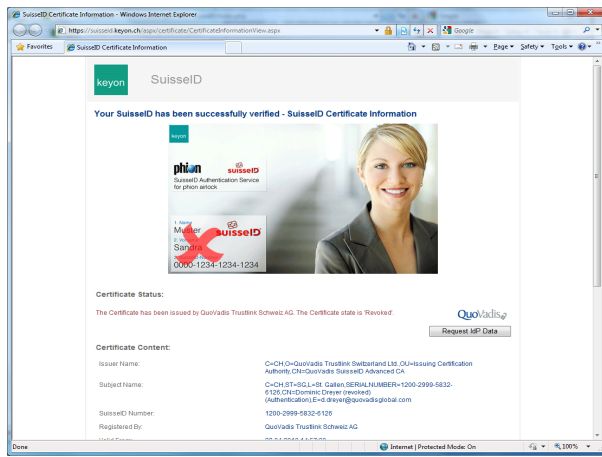 SuisseID Certificate Information - Windows Internet Explorer
https://suisseid.keyon.ch/aspx/certificate/CertificateInformationView.aspx
Google
Favorites
SuisseID Certificate Information
Page
Safety
Tools
keyon
SuisseID
Your SuisseID has been successfully verified - SuisseID Certificate Information
keyon
phion
suisseID
SuisseID Authentication Service
for phion airlock
1. Name
Muster
suisseID
Sandra
0000-1234-1234-1234
Certificate Status:
The Certificate has been issued by QuoVadis Trustlink Schweiz AG. The Certificate state is 'Revoked'.
QuoVadis
Request IdP Data
Certificate Content:
Issuer Name:
C=CH,O=QuoVadis Trustlink Switzerland Ltd.,OU=Issuing Certification
Authority,CN=QuoVadis SuisseID Advanced CA
Subject Name:
C=CH,ST=SG,L=St. Gallen,SERIALNUMBER=1200-2999-5832-
6126,CN=Dominic Dreyer (revoked)
(Authentication),E=d.dreyer@quovadisglobal.com
SuisseID Number:
1200-2999-5832-6126
Registered By:
QuoVadis Trustlink Schweiz AG
Done
Internet | Protected Mode: On
100%